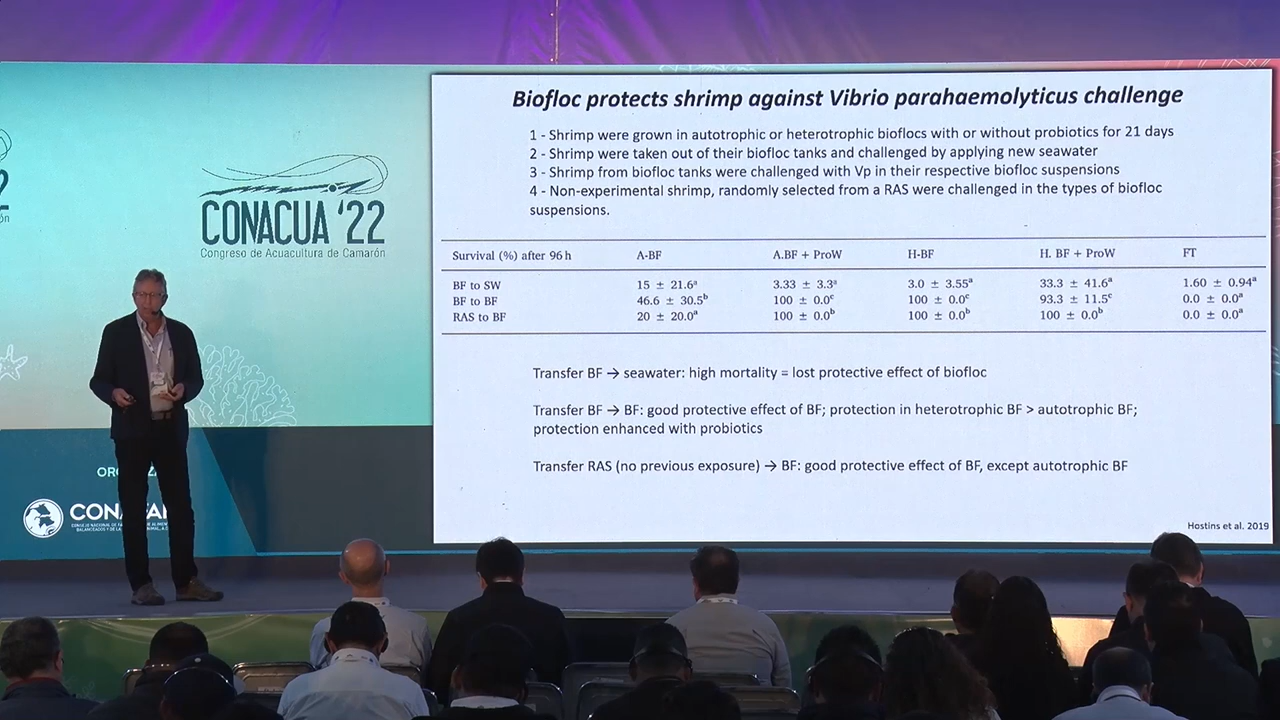 Biofloc protects shrimp against Vibrio parahaemolyticus challenge
1 - Shrimp were grown in autotrophic or heterotrophic bioflocs with or without probiotics for 21 days
2 - Shrimp were taken out of their biofloc tanks and challenged by applying new seawater
3 - Shrimp from biofloc tanks were challenged with Vp in their respective biofloc suspensions
4 - Non-experimental shrimp, randomly selected from a RAS were challenged in the types of biofloc
suspensions.
Survival (%) after 96 h A-BF A.BF + ProW H-BF H. BF + ProW FT
BF to SW 15 ± 21.6ᵃ 3.33 ± 3.3ᵃ 3.0 ± 3.55ᵃ 33.3 ± 41.6ᵃ 1.60 ± 0.94ᵃ
BF to BF 46.6 ± 30.5ᵇ 100 ± 0.0ᶜ 100 ± 0.0ᶜ 93.3 ± 11.5ᶜ 0.0 ± 0.0ᵃ
RAS to BF 20 ± 20.0ᵃ 100 ± 0.0ᵇ 100 ± 0.0ᵇ 100 ± 0.0ᵇ 0.0 ± 0.0ᵃ
Transfer BF → seawater: high mortality = lost protective effect of biofloc
Transfer BF → BF: good protective effect of BF; protection in heterotrophic BF > autotrophic BF;
protection enhanced with probiotics
Transfer RAS (no previous exposure) → BF: good protective effect of BF, except autotrophic BF
Hostins et al. 2019
CONACUA '22
Congreso de Acuacultura de Camarón